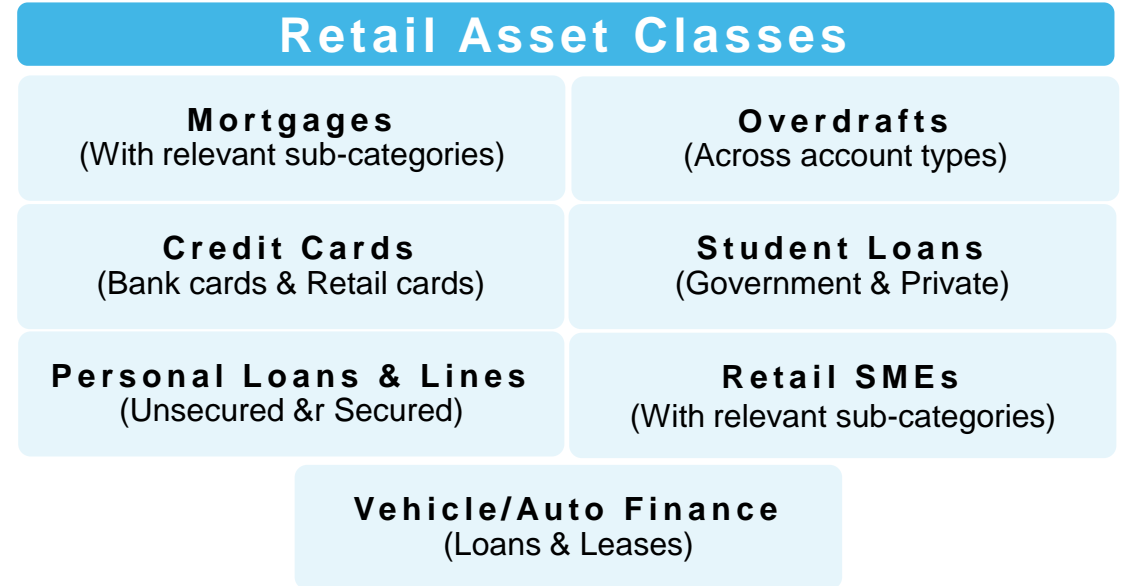 Retail Asset Classes
Mortgages
(With relevant sub-categories)
Overdrafts
(Across account types)
Credit Cards
(Bank cards & Retail cards)
Student Loans
(Government & Private)
Personal Loans & Lines
(Unsecured &r Secured)
Retail SMEs
(With relevant sub-categories)
Vehicle/Auto Finance
(Loans & Leases)